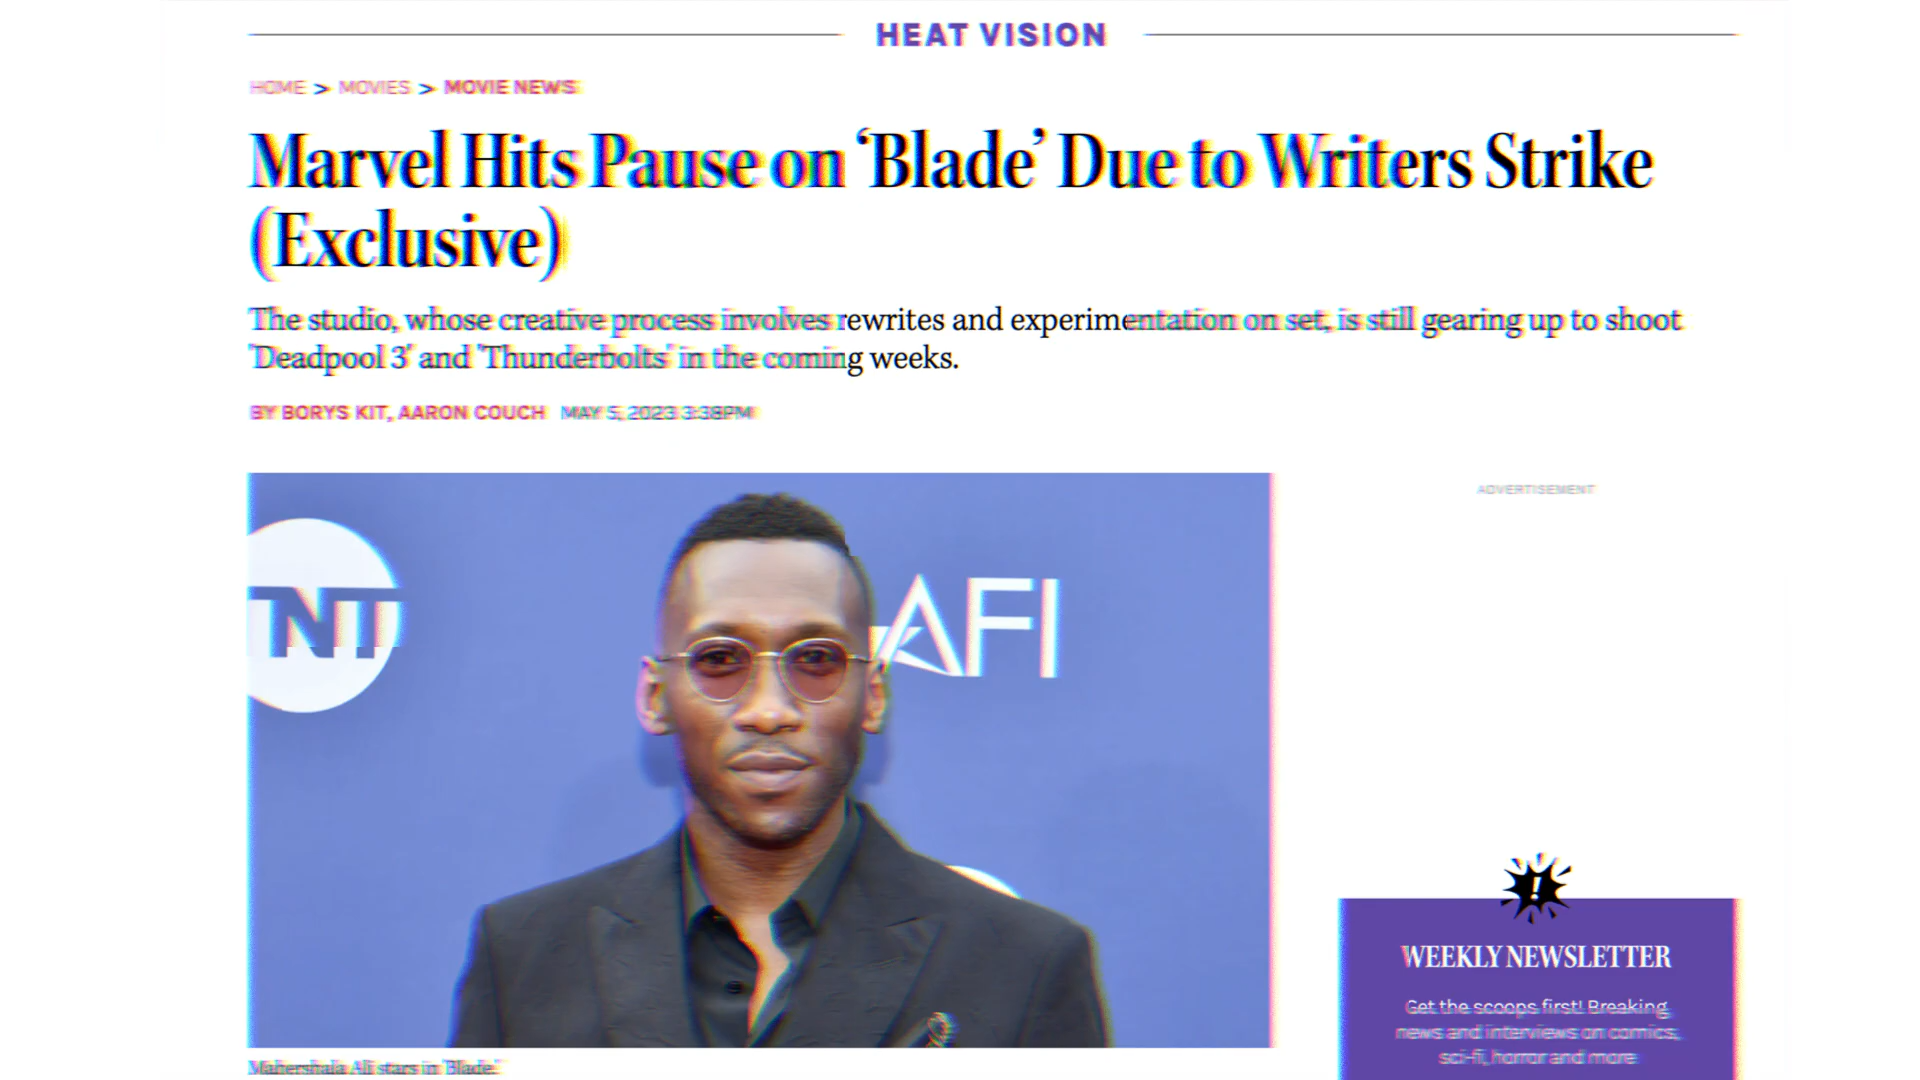 HEAT VISION
HOME > MOVIES > MOVIE NEWS
Marvel Hits Pause on ‘Blade’ Due to Writers Strike
(Exclusive)
The studio, whose creative process involves rewrites and experimentation on set, is still gearing up to shoot
'Deadpool 3' and 'Thunderbolts' in the coming weeks.
BY BORYS KIT, AARON COUCH MAY 5, 2023 3:38PM
ADVERTISEMENT
TNT
AFI
!
WEEKLY NEWSLETTER
Get the scoops first! Breaking
news and interviews on comics,
sci-fi, horror and more
Mahershala Ali stars in 'Blade.'